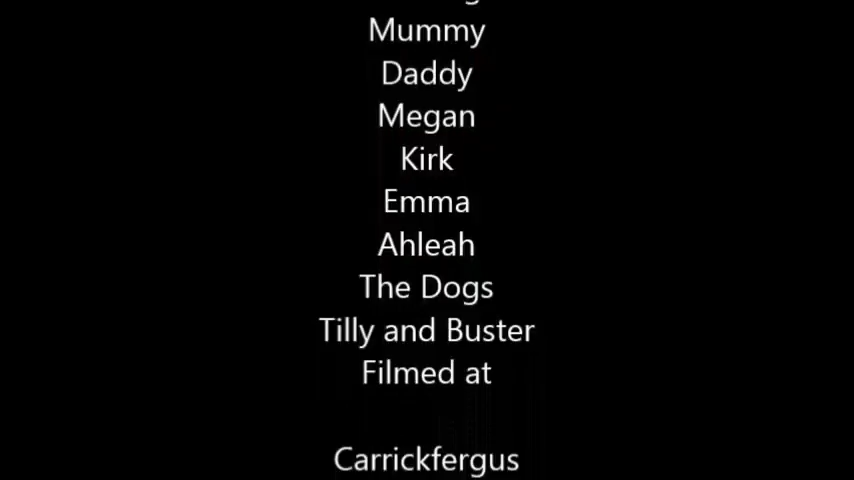 Mummy
Daddy
Megan
Kirk
Emma
Ahleah
The Dogs
Tilly and Buster
Filmed at
Carrickfergus